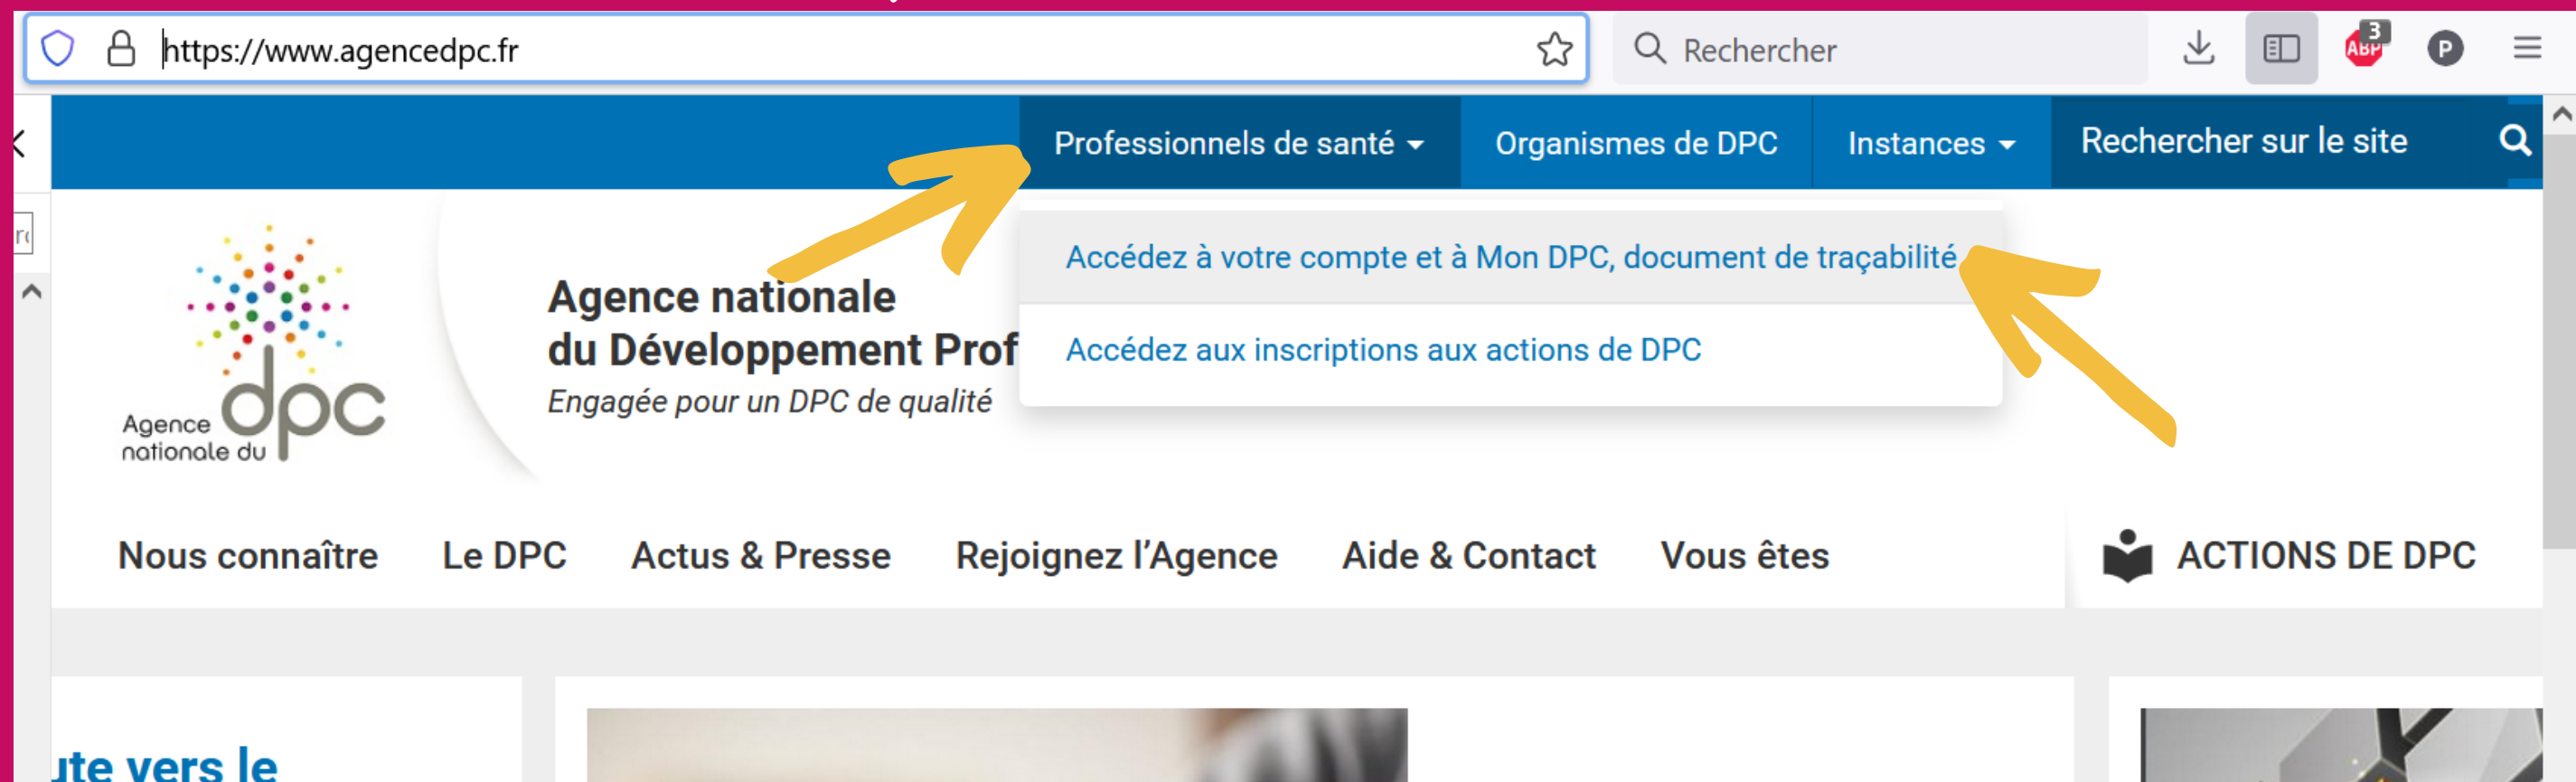 https://www.agencedpc.fr
Rechercher
3
ABP
P
Professionnels de santé
Organismes de DPC
Instances
Rechercher sur le site
Accédez à votre compte et à Mon DPC, document de traçabilité
Accédez aux inscriptions aux actions de DPC
Agence nationale
du Développement Prof
Engagée pour un DPC de qualité
Agence
nationale du
dpc
Nous connaître
Le DPC
Actus & Presse
Rejoignez l’Agence
Aide & Contact
Vous êtes
ACTIONS DE DPC
vers le